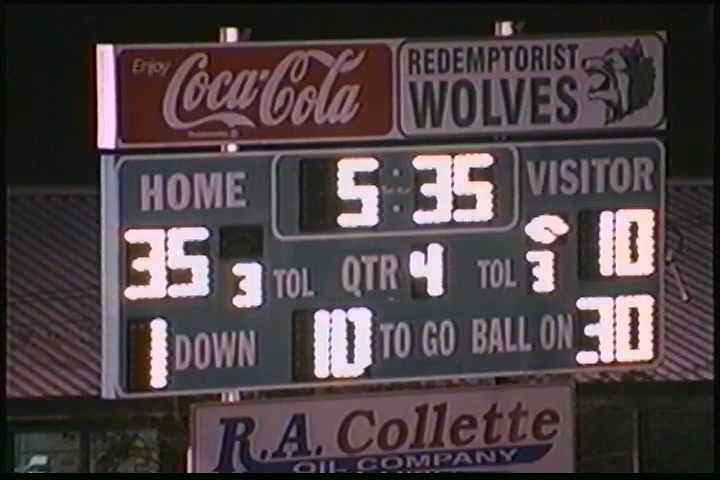 Enjoy
Coca-Cola
REDEMPTORIST
WOLVES
HOME 5:35 VISITOR
35 3 TOL QTR 4 TOL 3 10
1 DOWN 10 TO GO BALL ON 30
R.A. Collette
OIL COMPANY